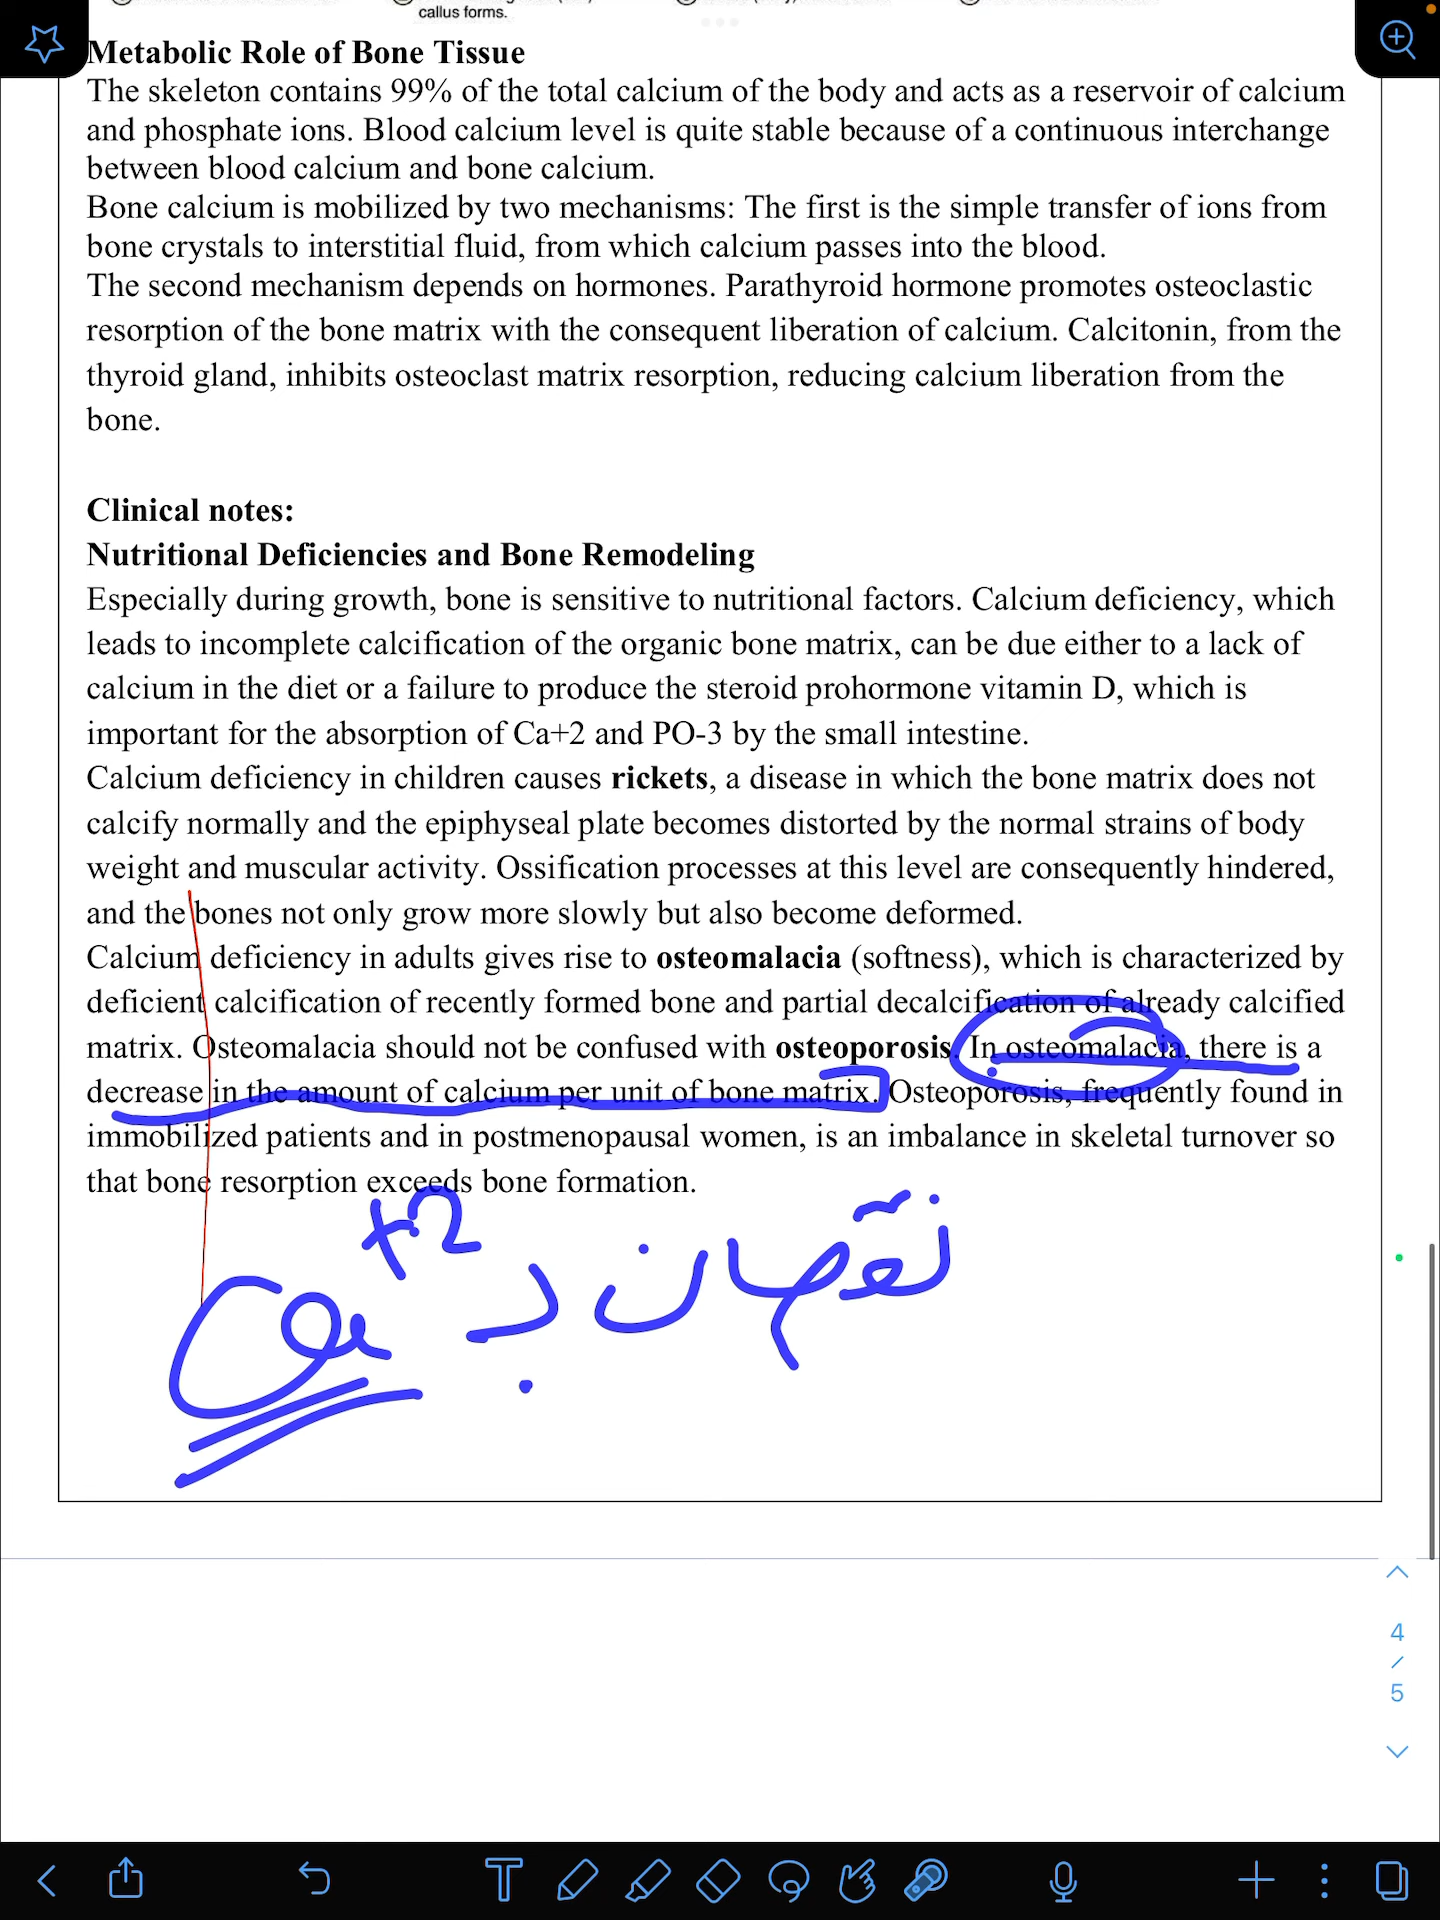 callus forms.
Metabolic Role of Bone Tissue
The skeleton contains 99% of the total calcium of the body and acts as a reservoir of calcium
and phosphate ions. Blood calcium level is quite stable because of a continuous interchange
between blood calcium and bone calcium.
Bone calcium is mobilized by two mechanisms: The first is the simple transfer of ions from
bone crystals to interstitial fluid, from which calcium passes into the blood.
The second mechanism depends on hormones. Parathyroid hormone promotes osteoclastic
resorption of the bone matrix with the consequent liberation of calcium. Calcitonin, from the
thyroid gland, inhibits osteoclast matrix resorption, reducing calcium liberation from the
bone.
Clinical notes:
Nutritional Deficiencies and Bone Remodeling
Especially during growth, bone is sensitive to nutritional factors. Calcium deficiency, which
leads to incomplete calcification of the organic bone matrix, can be due either to a lack of
calcium in the diet or a failure to produce the steroid prohormone vitamin D, which is
important for the absorption of Ca+2 and PO-3 by the small intestine.
Calcium deficiency in children causes rickets, a disease in which the bone matrix does not
calcify normally and the epiphyseal plate becomes distorted by the normal strains of body
weight and muscular activity. Ossification processes at this level are consequently hindered,
and the bones not only grow more slowly but also become deformed.
Calcium deficiency in adults gives rise to osteomalacia (softness), which is characterized by
deficient calcification of recently formed bone and partial decalcification of already calcified
matrix. Osteomalacia should not be confused with osteoporosis. In osteomalacia, there is a
decrease in the amount of calcium per unit of bone matrix. Osteoporosis, frequently found in
immobilized patients and in postmenopausal women, is an imbalance in skeletal turnover so
that bone resorption exceeds bone formation.
نقصان بـ Ca+2
4
/
5